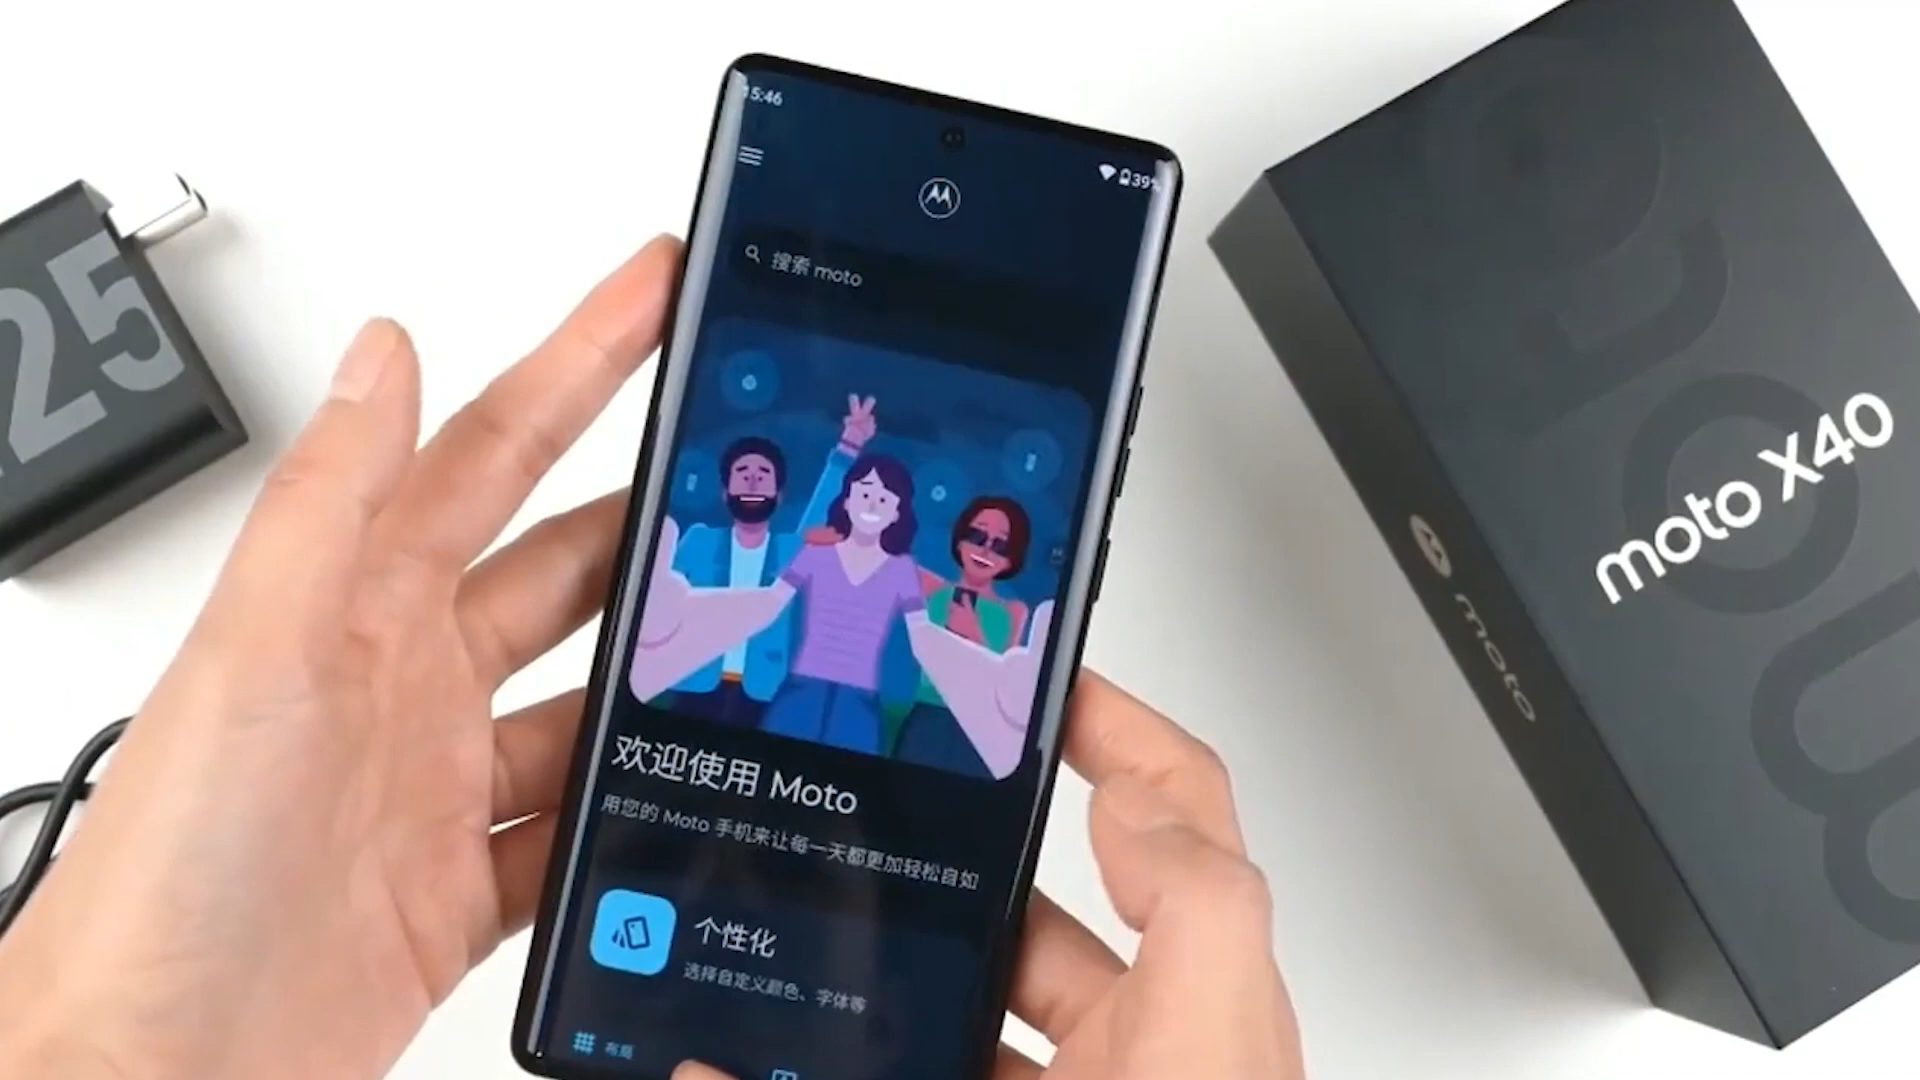 15:46
39%
搜索 moto
欢迎使用 Moto
用您的 Moto 手机来让每一天都更加轻松自如
个性化
选择自定义颜色、字体等
布局
25
moto X40
moto
moto